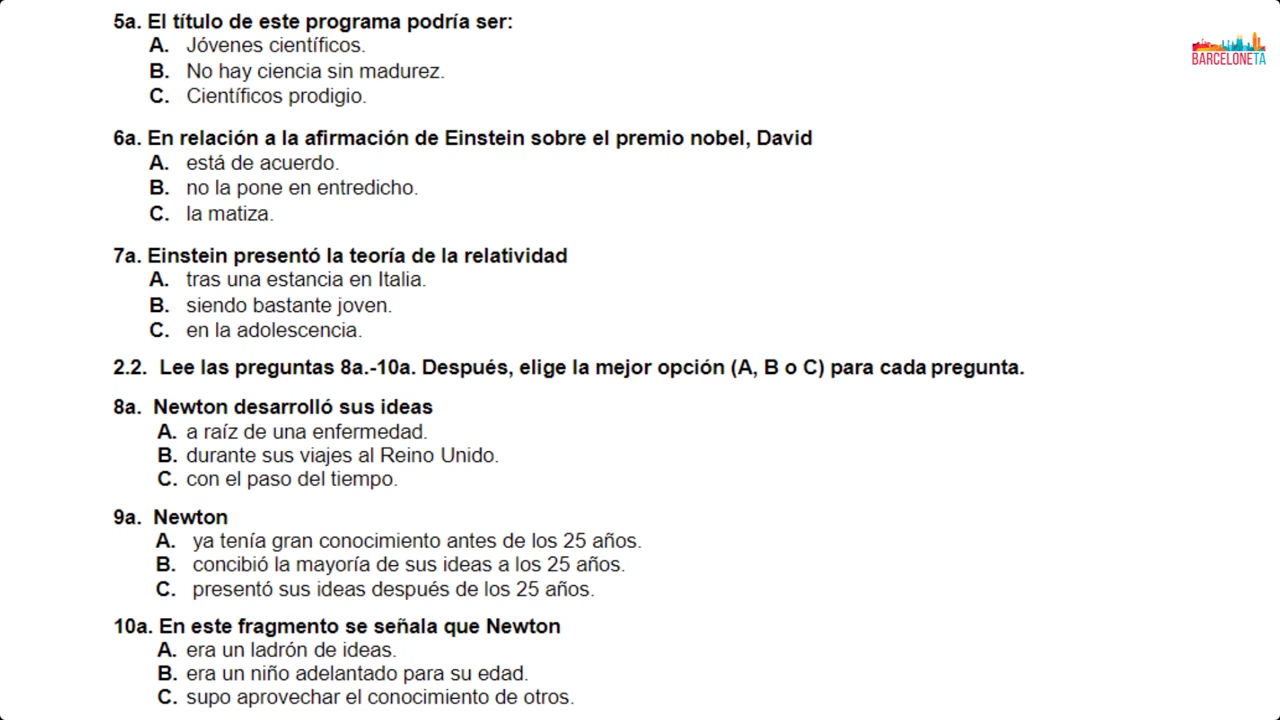 5a. El título de este programa podría ser:
A. Jóvenes científicos.
B. No hay ciencia sin madurez.
C. Científicos prodigio.
BARCELONETA
6a. En relación a la afirmación de Einstein sobre el premio nobel, David
A. está de acuerdo.
B. no la pone en entredicho.
C. la matiza.
7a. Einstein presentó la teoría de la relatividad
A. tras una estancia en Italia.
B. siendo bastante joven.
C. en la adolescencia.
2.2. Lee las preguntas 8a.-10a. Después, elige la mejor opción (A, B o C) para cada pregunta.
8a. Newton desarrolló sus ideas
A. a raíz de una enfermedad.
B. durante sus viajes al Reino Unido.
C. con el paso del tiempo.
9a. Newton
A. ya tenía gran conocimiento antes de los 25 años.
B. concibió la mayoría de sus ideas a los 25 años.
C. presentó sus ideas después de los 25 años.
10a. En este fragmento se señala que Newton
A. era un ladrón de ideas.
B. era un niño adelantado para su edad.
C. supo aprovechar el conocimiento de otros.